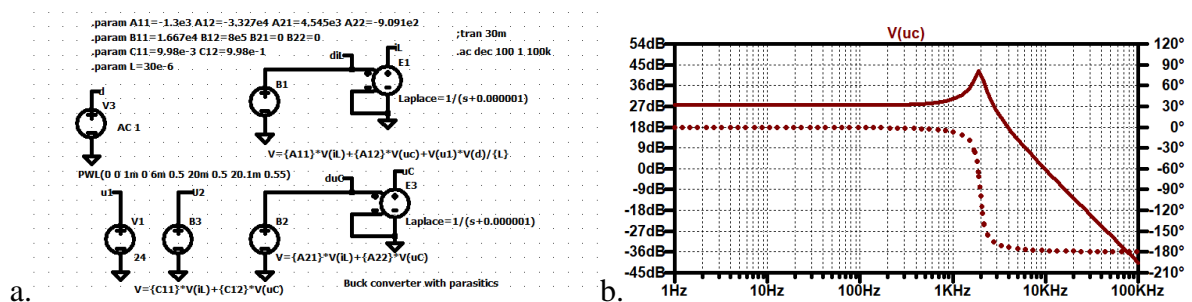 .param A11=-1.3e3 A12=-3.327e4 A21=4.545e3 A22=-9.091e2
.param B11=1.667e4 B12=8e5 B21=0 B22=0
.param C11=9.98e-3 C12=9.98e-1
.param L=30e-6
;tran 30m
.ac dec 100 1 100k
d
V3
AC 1
diL
iL
B1
E1
Laplace=1/(s+0.000001)
V={A11}*V(iL)+{A12}*V(uc)+V(u1)*V(d)/{L}
PWL(0 0 1m 0 6m 0.5 20m 0.5 20.1m 0.55)
u1
V1
24
U2
B3
duC
uC
B2
E3
Laplace=1/(s+0.000001)
V={A21}*V(iL)+{A22}*V(uC)
V={C11}*V(iL)+{C12}*V(uC)
Buck converter with parasitics
a.
V(uc)
54dB 120°
45dB 90°
36dB 60°
27dB 30°
18dB 0°
9dB -30°
0dB -60°
-9dB -90°
-18dB -120°
-27dB -150°
-36dB -180°
-45dB -210°
1Hz 10Hz 100Hz 1KHz 10KHz 100KHz
b.